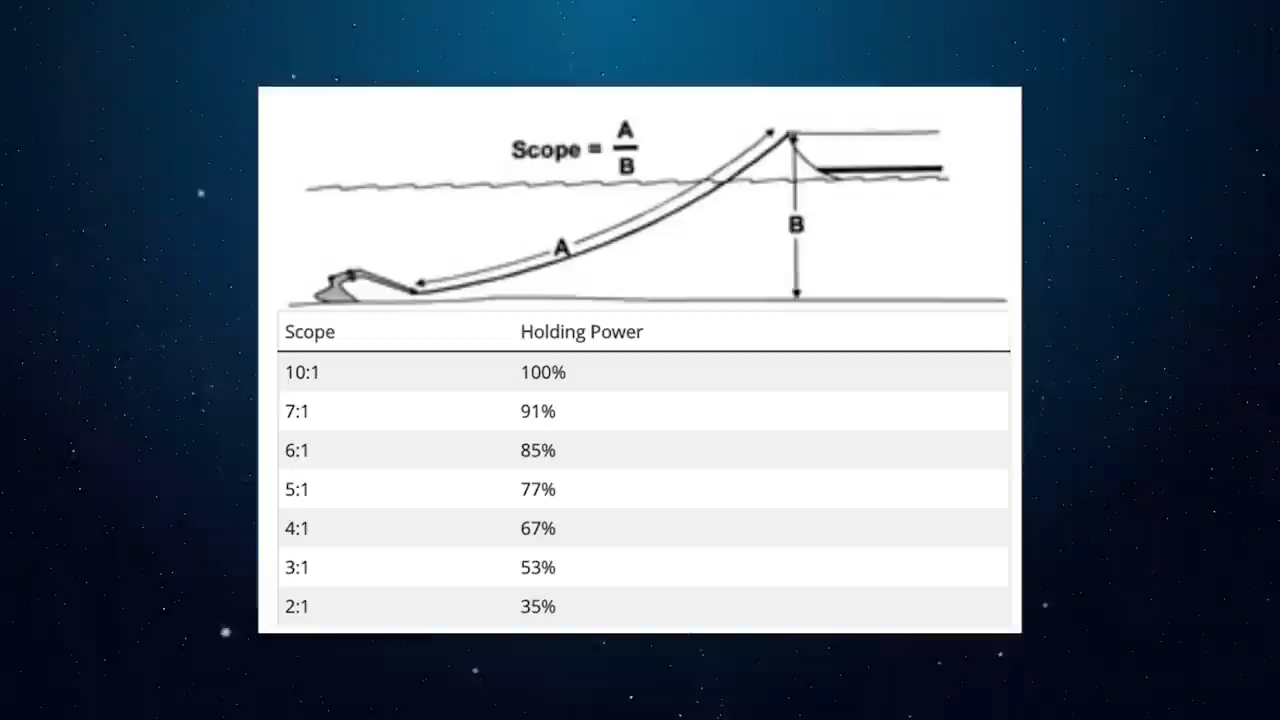 Scope = A
B
A
B
Scope Holding Power
10:1 100%
7:1 91%
6:1 85%
5:1 77%
4:1 67%
3:1 53%
2:1 35%